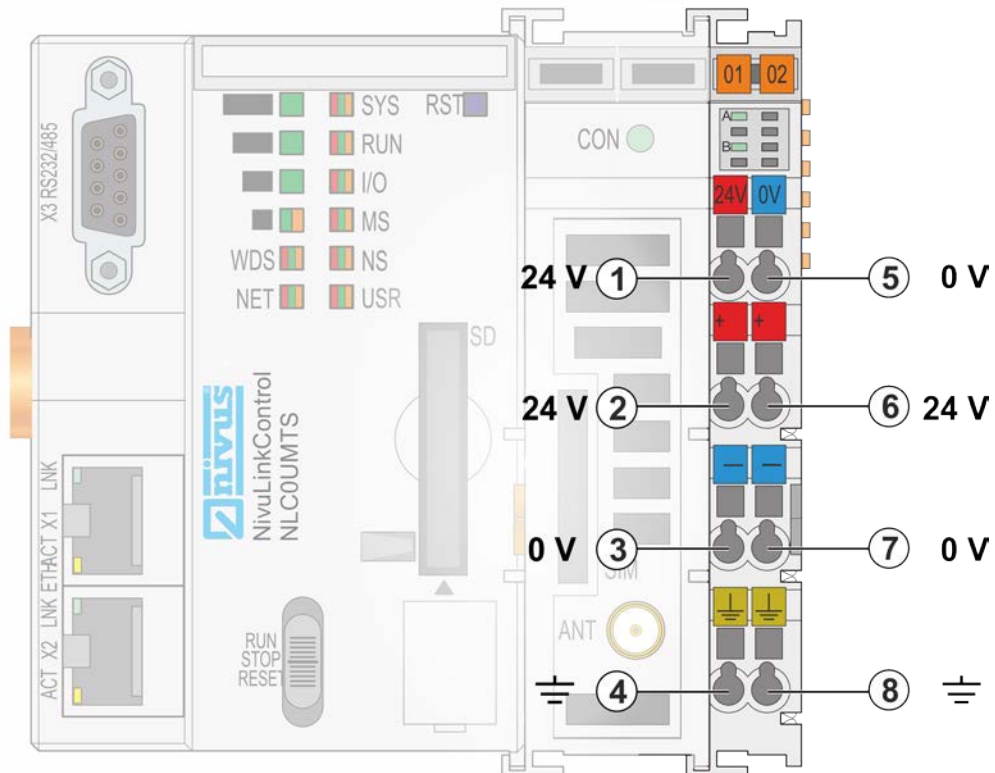 01 02
A
B
SYS
RST
RUN
CON
I/O
MS
WDS
NS
NET
USR
X3 RS232/485
SD
24V 0V
24 V 1 5 0 V
+ +
24 V 2 6 24 V
— —
0 V 3 7 0 V
SIM
ANT
4 8
nivus
NivuLinkControl
NLC0UMTS
RUN
STOP
RESET
ACT X2 LNK ETH-ACT X1 LNK